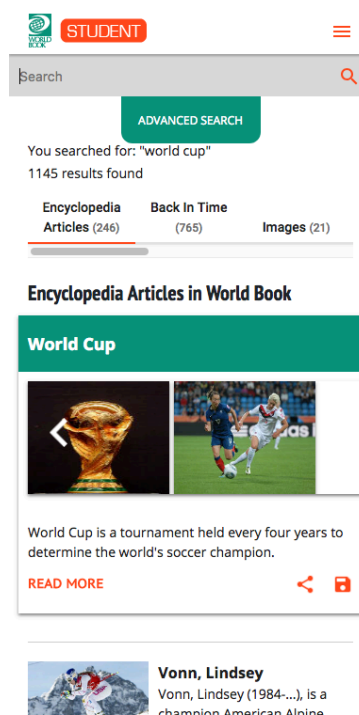 WORLD
BOOK
STUDENT
Search
ADVANCED SEARCH
You searched for: "world cup"
1145 results found
Encyclopedia
Articles (246)
Back In Time
(765)
Images (21)
Encyclopedia Articles in World Book
World Cup
World Cup is a tournament held every four years to
determine the world's soccer champion.
READ MORE
Vonn, Lindsey
Vonn, Lindsey (1984-...), is a
champion American Alpine